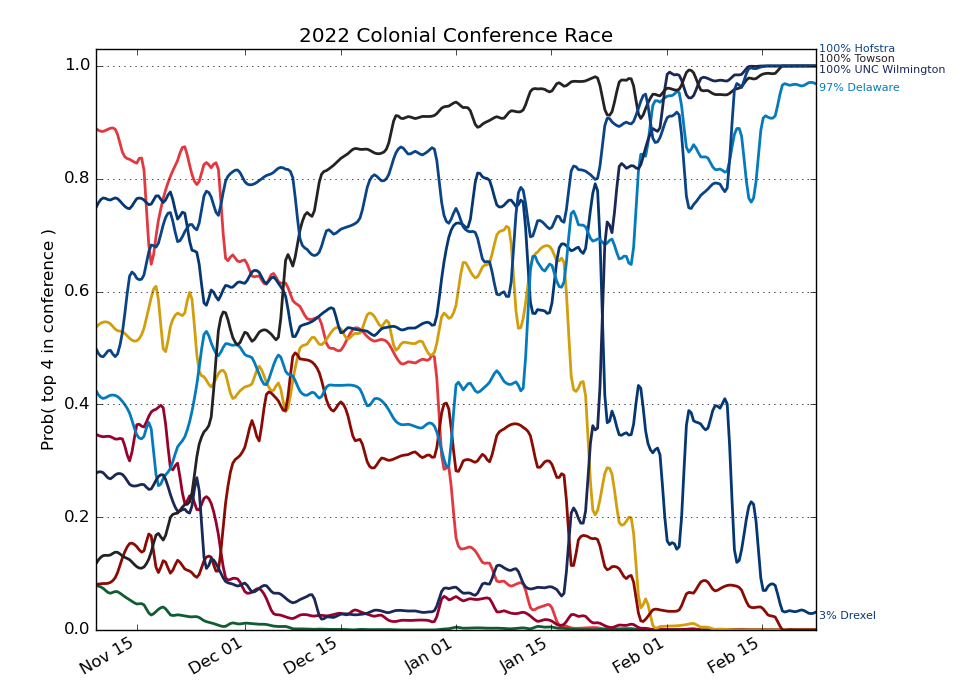 2022 Colonial Conference Race
100% Hofstra
100% Towson
100% UNC Wilmington
97% Delaware
3% Drexel
Prob( top 4 in conference )
1.0
0.8
0.6
0.4
0.2
0.0
Nov 15
Dec 01
Dec 15
Jan 01
Jan 15
Feb 01
Feb 15